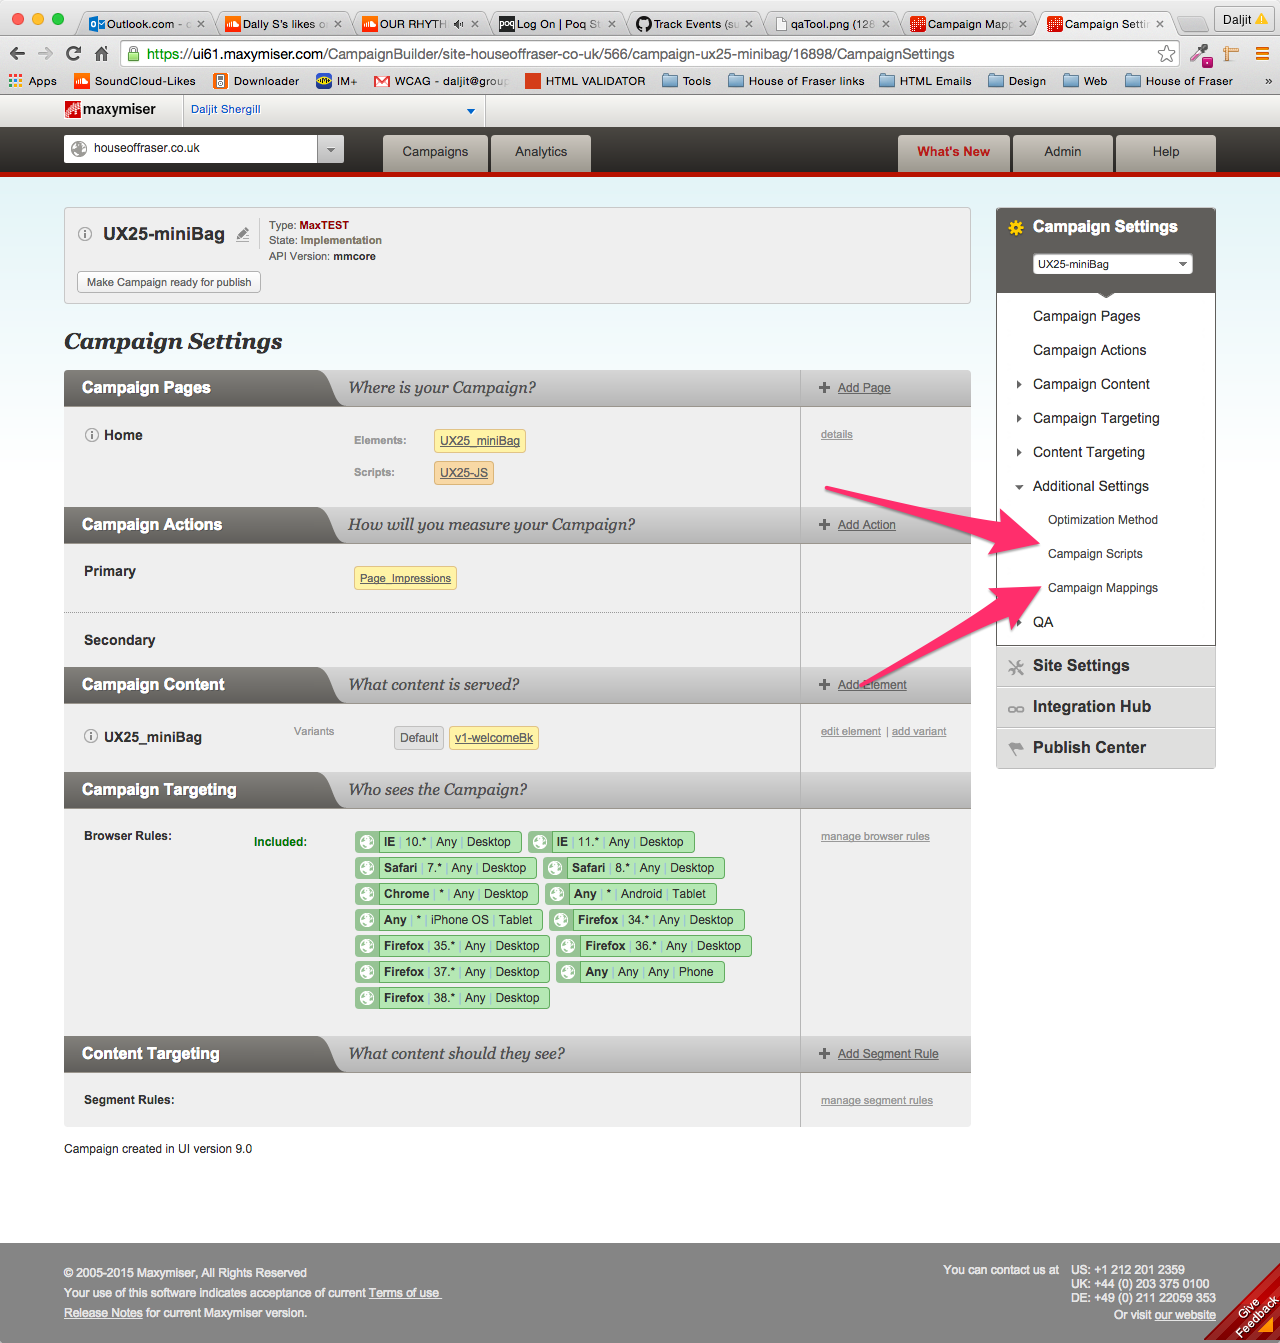 Outlook.com - c
Dally S's likes o
OUR RHYTH
Log On | Poq St
Track Events (su
qaTool.png (128
Campaign Mapp
Campaign Settin
Daljit
https://ui61.maxymiser.com/CampaignBuilder/site-houseoffraser-co-uk/566/campaign-ux25-minibag/16898/CampaignSettings
Apps
SoundCloud-Likes
Downloader
IM+
WCAG - daljit@group
HTML VALIDATOR
Tools
House of Fraser links
HTML Emails
Design
Web
House of Fraser
»
maxymiser
Daljit Shergill
houseoffraser.co.uk
Campaigns
Analytics
What's New
Admin
Help
UX25-miniBag
Type: MaxTEST
State: Implementation
API Version: mmcore
Make Campaign ready for publish
Campaign Settings
Campaign Pages
Where is your Campaign?
Add Page
Home
Elements: UX25_miniBag
details
Scripts: UX25-JS
Campaign Actions
How will you measure your Campaign?
Add Action
Primary
Page_Impressions
Secondary
Campaign Content
What content is served?
Add Element
UX25_miniBag
Variants
Default
v1-welcomeBk
edit element | add variant
Campaign Targeting
Who sees the Campaign?
Browser Rules:
Included:
manage browser rules
IE | 10.* | Any | Desktop
IE | 11.* | Any | Desktop
Safari | 7.* | Any | Desktop
Safari | 8.* | Any | Desktop
Chrome | * | Any | Desktop
Any | * | Android | Tablet
Any | * | iPhone OS | Tablet
Firefox | 34.* | Any | Desktop
Firefox | 35.* | Any | Desktop
Firefox | 36.* | Any | Desktop
Firefox | 37.* | Any | Desktop
Any | Any | Any | Phone
Firefox | 38.* | Any | Desktop
Content Targeting
What content should they see?
Add Segment Rule
Segment Rules:
manage segment rules
Campaign created in UI version 9.0
Campaign Settings
UX25-miniBag
Campaign Pages
Campaign Actions
Campaign Content
Campaign Targeting
Content Targeting
Additional Settings
Optimization Method
Campaign Scripts
Campaign Mappings
QA
Site Settings
Integration Hub
Publish Center
© 2005-2015 Maxymiser, All Rights Reserved
Your use of this software indicates acceptance of current Terms of use
Release Notes for current Maxymiser version.
You can contact us at
US: +1 212 201 2359
UK: +44 (0) 203 375 0100
DE: +49 (0) 211 22059 353
Or visit our website
Give
Feedback